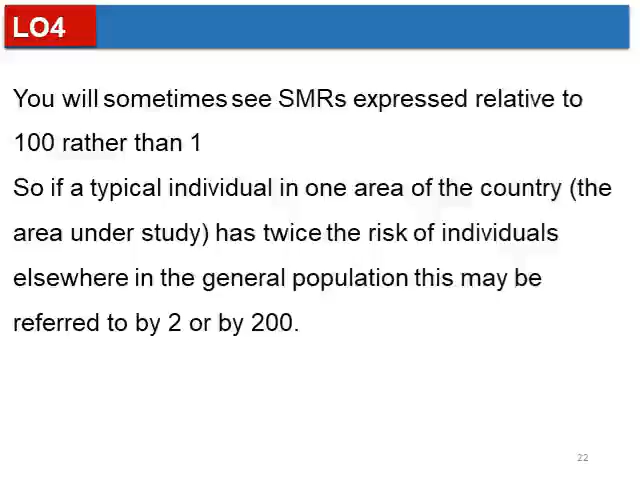 LO4
You will sometimes see SMRs expressed relative to
100 rather than 1
So if a typical individual in one area of the country (the
area under study) has twice the risk of individuals
elsewhere in the general population this may be
referred to by 2 or by 200.
22